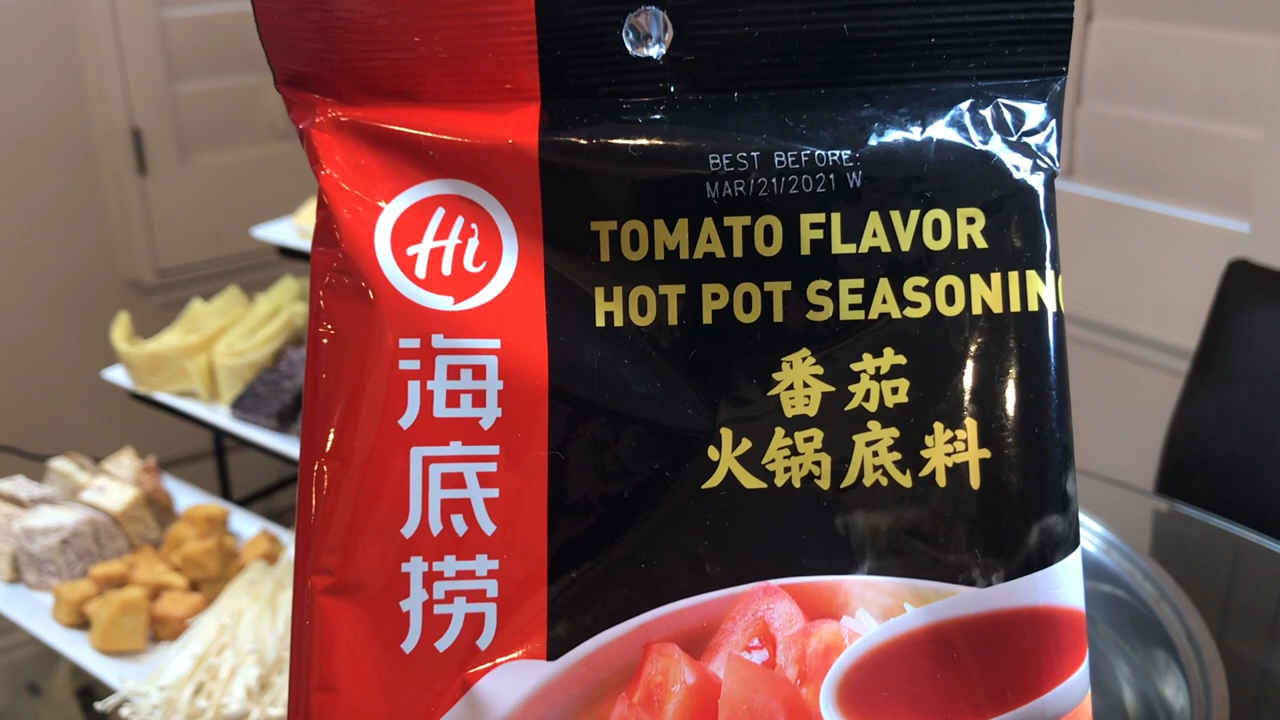 Hi
海底捞
BEST BEFORE:
MAR/21/2021 W
TOMATO FLAVOR
HOT POT SEASONING
番茄
火锅底料